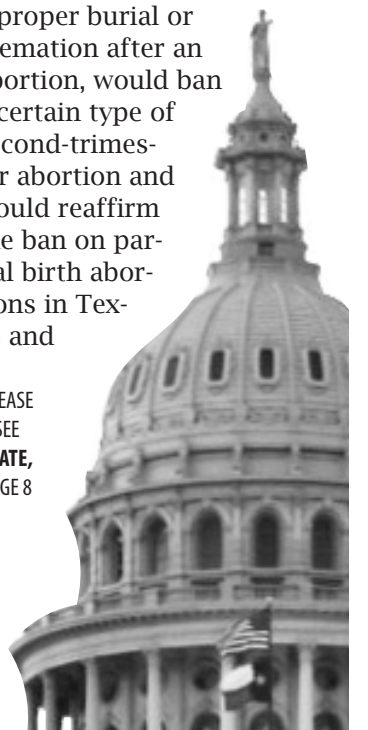 proper burial or
emation after an
ortion, would ban
certain type of
cond-trimes-
r abortion and
ould reaffirm
e ban on par-
al birth abor-
ons in Tex-
and
EASE
SEE
ATE,
GE 8